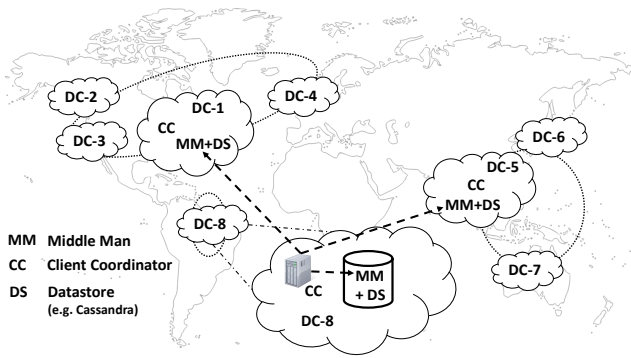 DC-2
DC-1
DC-4
DC-3
CC
MM+DS
DC-6
DC-5
CC
MM+DS
DC-8
DC-7
MM Middle Man
CC Client Coordinator
DS Datastore
(e.g. Cassandra)
CC
MM
+ DS
DC-8